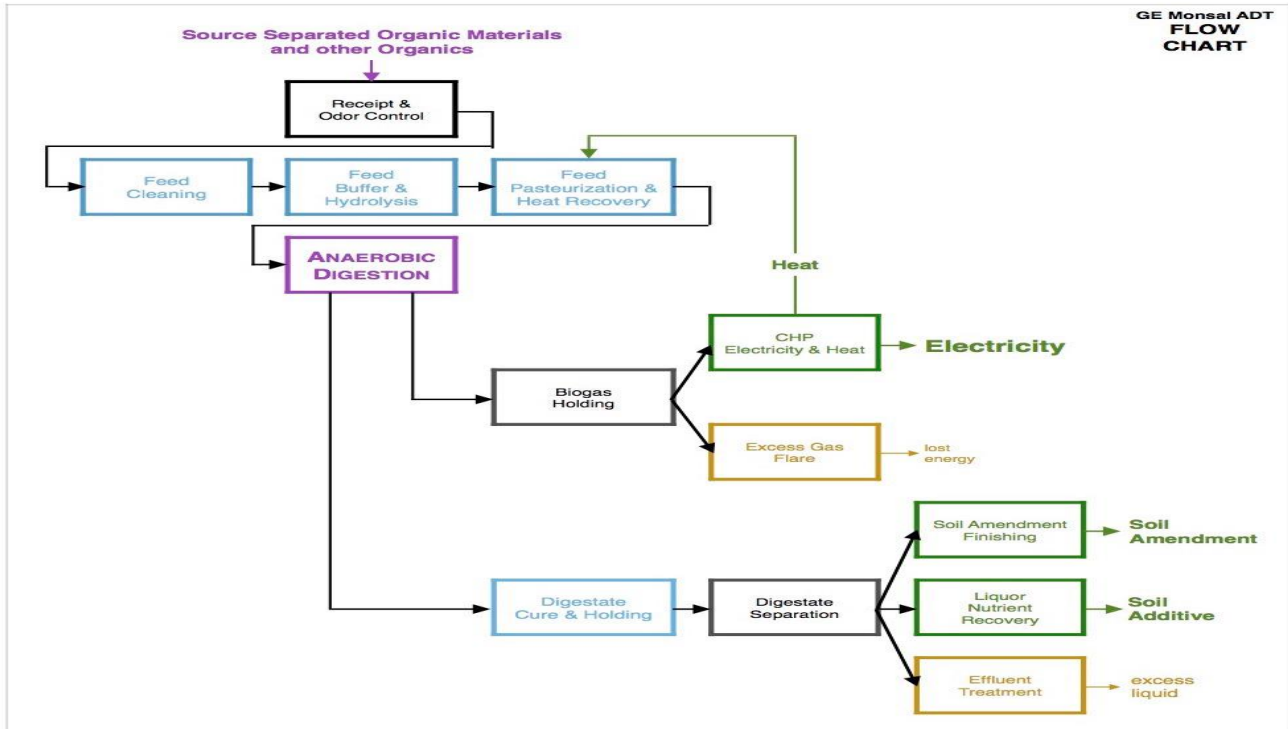 GE Monsal ADT
FLOW
CHART
Source Separated Organic Materials
and other Organics
Receipt &
Odor Control
Feed
Cleaning
Feed
Buffer &
Hydrolysis
Feed
Pasteurization &
Heat Recovery
ANAEROBIC
DIGESTION
Heat
CHP
Electricity & Heat
Electricity
Biogas
Holding
Excess Gas
Flare
lost
energy
Soil Amendment
Finishing
Soil
Amendment
Digestate
Cure & Holding
Digestate
Separation
Liquor
Nutrient
Recovery
Soil
Additive
Effluent
Treatment
excess
liquid